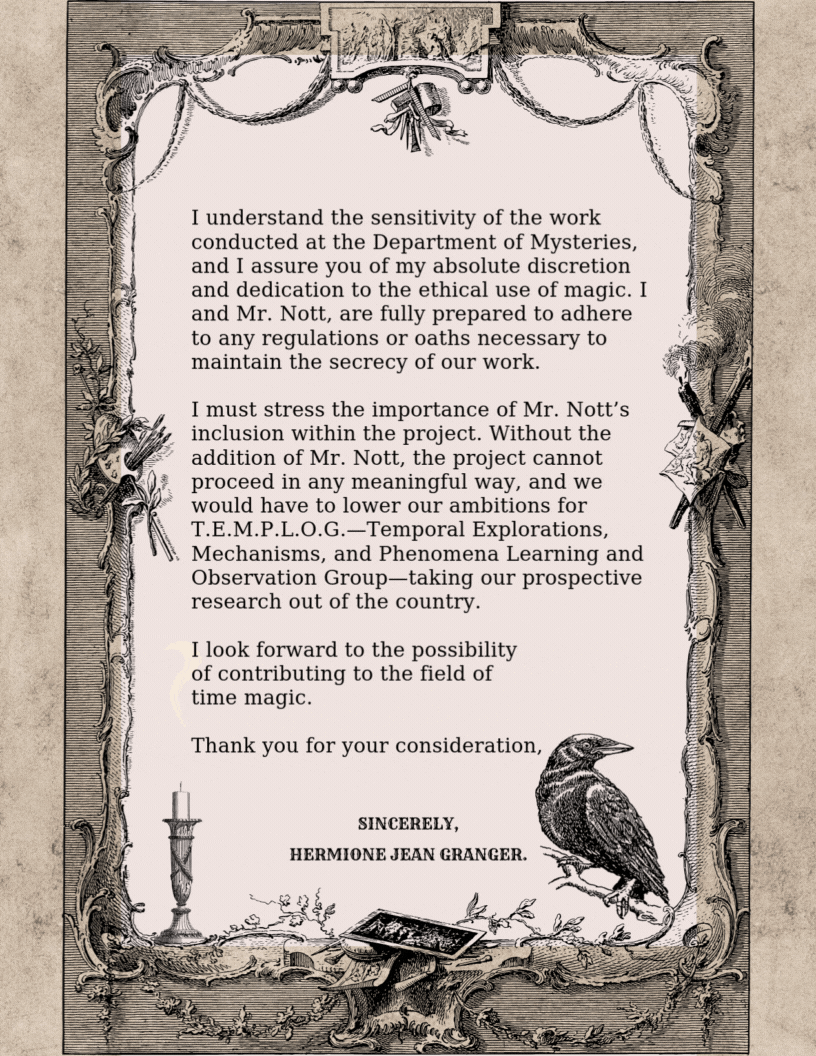 I understand the sensitivity of the work
conducted at the Department of Mysteries,
and I assure you of my absolute discretion
and dedication to the ethical use of magic. I
and Mr. Nott, are fully prepared to adhere
to any regulations or oaths necessary to
maintain the secrecy of our work.
I must stress the importance of Mr. Nott’s
inclusion within the project. Without the
addition of Mr. Nott, the project cannot
proceed in any meaningful way, and we
would have to lower our ambitions for
T.E.M.P.L.O.G.—Temporal Explorations,
Mechanisms, and Phenomena Learning and
Observation Group—taking our prospective
research out of the country.
I look forward to the possibility
of contributing to the field of
time magic.
Thank you for your consideration,
SINCERELY,
HERMIONE JEAN GRANGER.